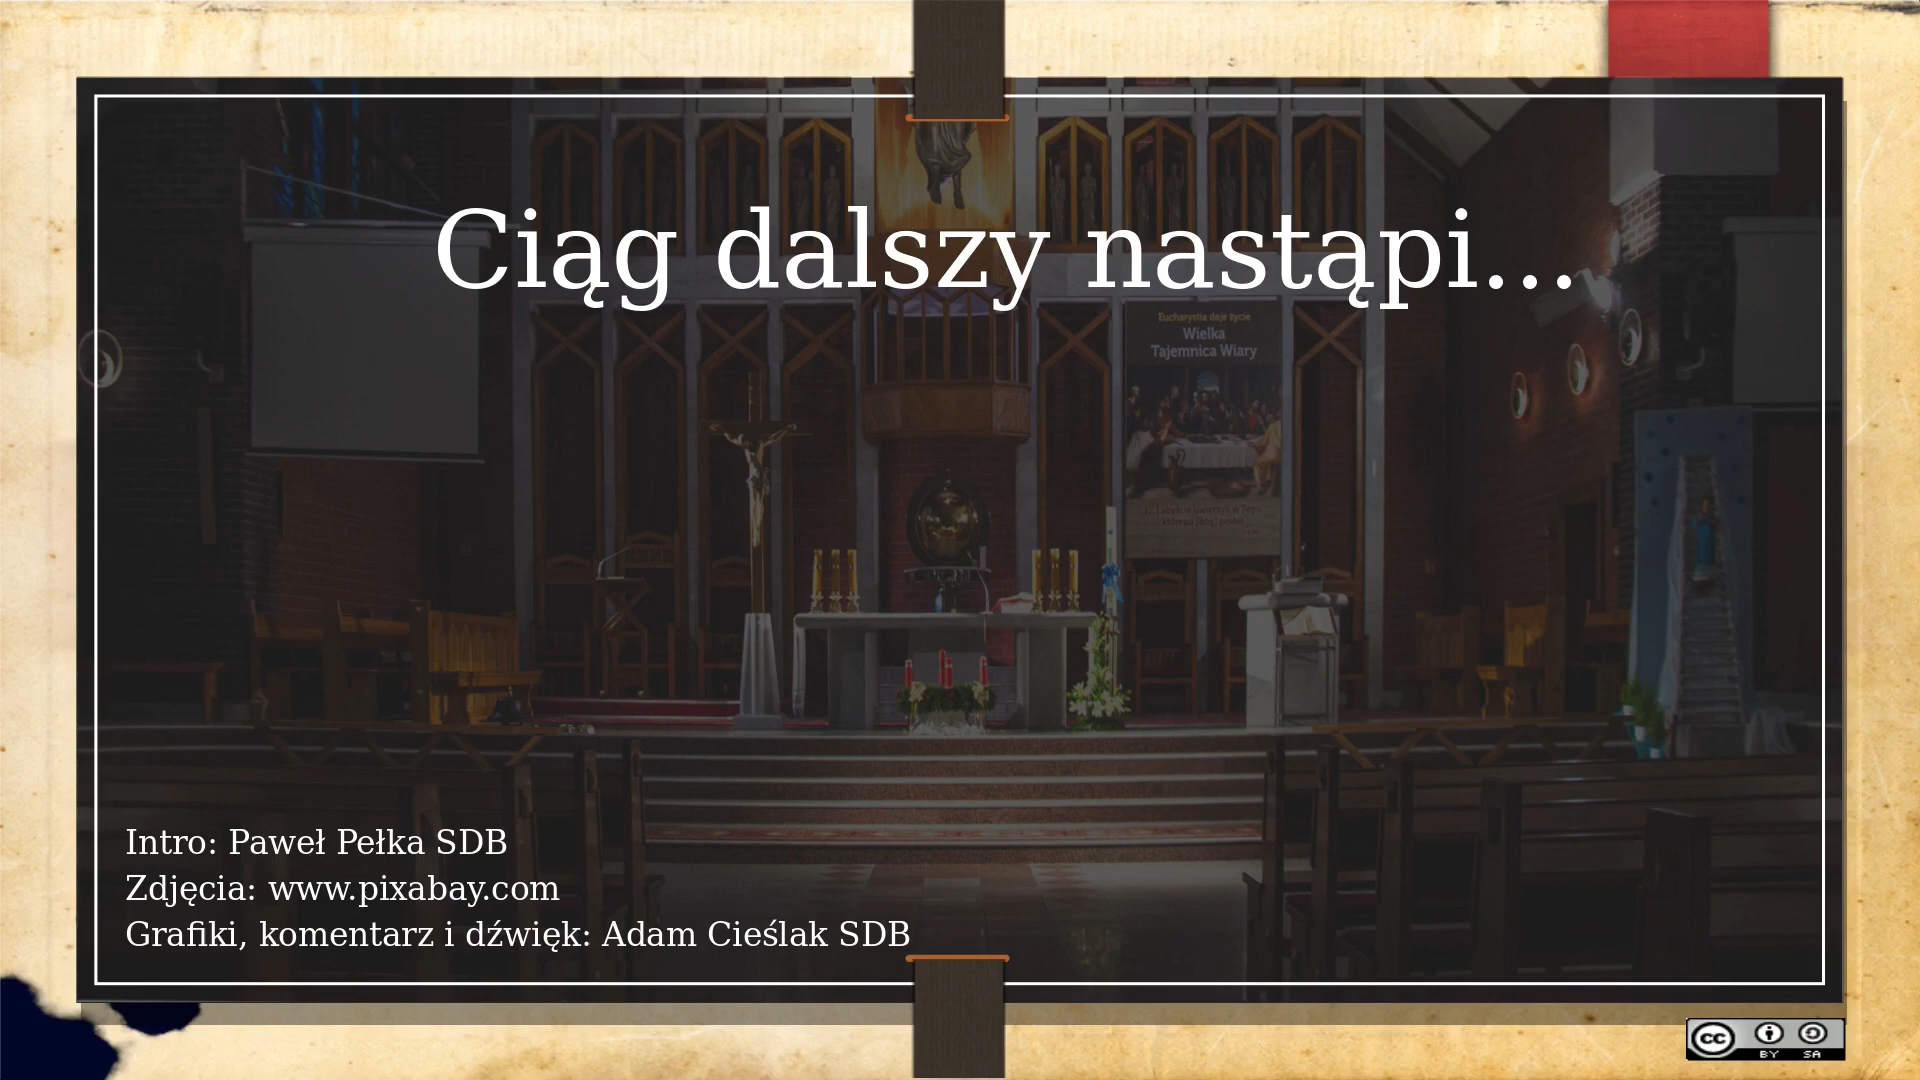 Ciąg dalszy nastąpi...
Eucharystia daje życie
Wielka
Tajemnica Wiary
Intro: Paweł Pełka SDB
Zdjęcia: www.pixabay.com
Grafiki, komentarz i dźwięk: Adam Cieślak SDB
cc
BY SA